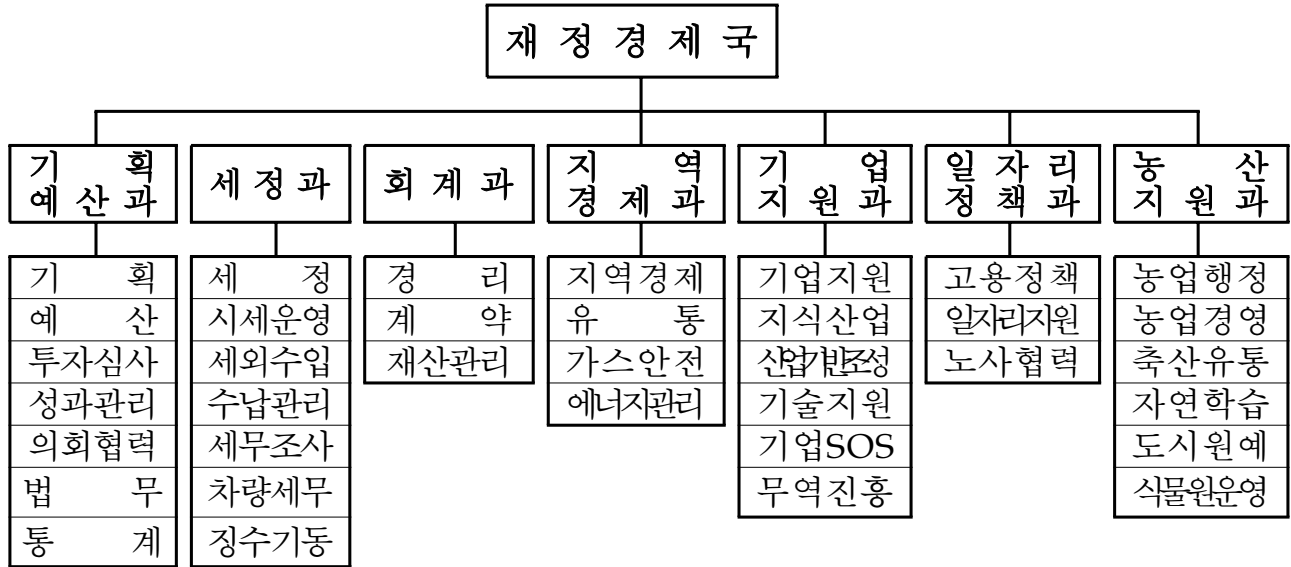 재정경제국
기획
예산과
세정과
회계과
지역
경제과
기업
지원과
일자리
정책과
농산
지원과
기획
예산
투자심사
성과관리
의회협력
법무
통계
세정
시세운영
세외수입
수납관리
세무조사
차량세무
징수기동
경리
계약
재산관리
지역경제
유통
가스안전
에너지관리
기업지원
지식산업
산업기반조성
기술지원
기업SOS
무역진흥
고용정책
일자리지원
노사협력
농업행정
농업경영
축산유통
자연학습
도시원예
식물원운영